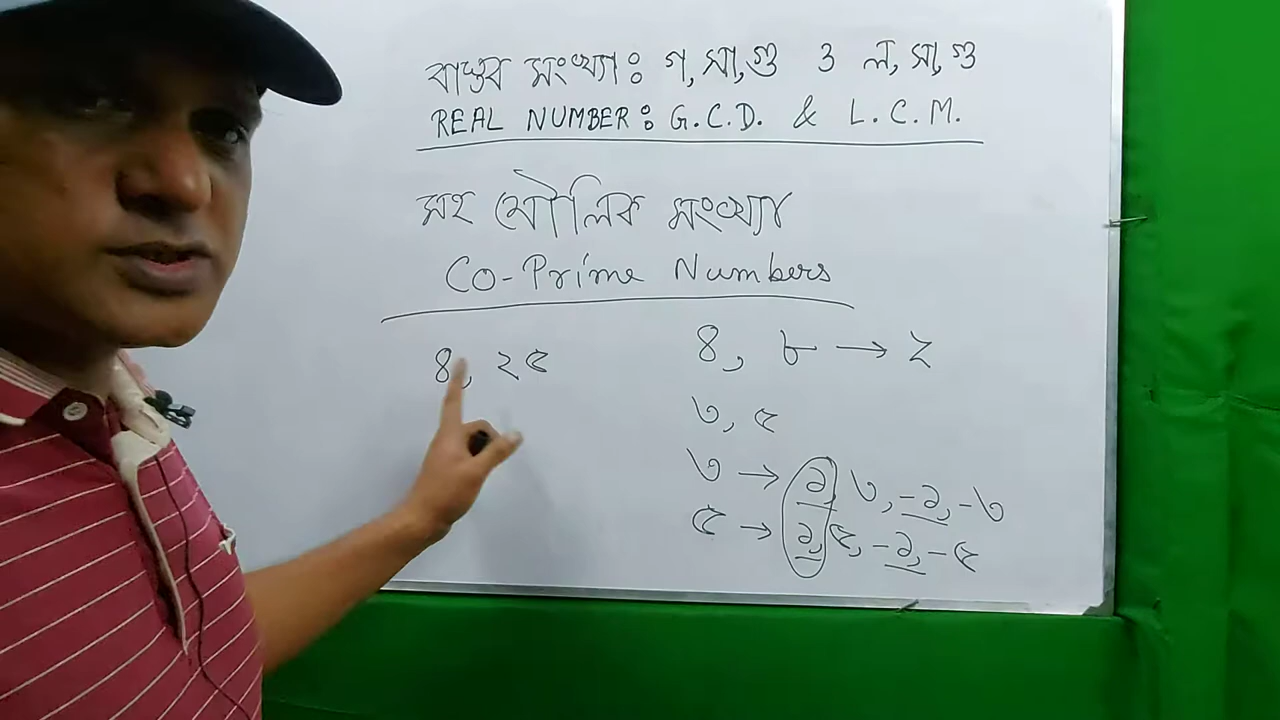 বাস্তব সংখ্যাঃ গ,সা,গু ও ল,সা,গু
REAL NUMBER: G.C.D. & L.C.M.
সহ মৌলিক সংখ্যা
Co-Prime Numbers
৪, ২৫
৪, ৮ → ২
৩, ৫
৩ → ১, ৩, -১, -৩
৫ → ১, ৫, -১, -৫